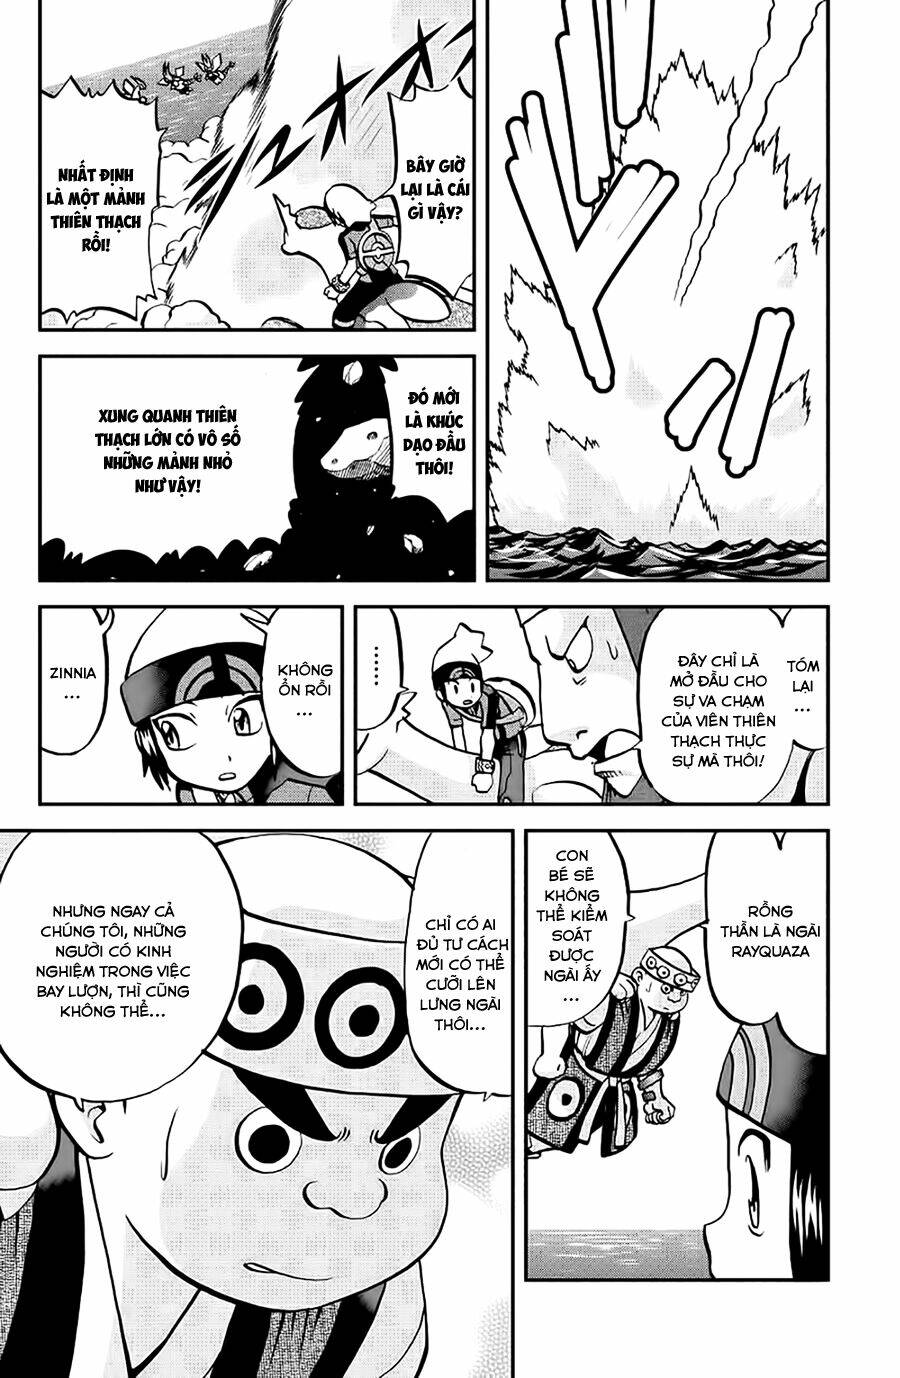 BÂY GIỜ
LẠI LÀ CÁI
GÌ VẬY?
NHẤT ĐỊNH
LÀ MỘT MẢNH
THIÊN THẠCH
RỒI!
ĐÓ MỚI
LÀ KHÚC
DẠO ĐẦU
THÔI!
XUNG QUANH THIÊN
THẠCH LỚN CÓ VÔ SỐ
NHỮNG MẢNH NHỎ
NHƯ VẬY!
TÓM
LẠI
...
ĐÂY CHỈ LÀ
MỞ ĐẦU CHO
SỰ VA CHẠM
CỦA VIÊN THIÊN
THẠCH THỰC
SỰ MÀ THÔI!
......
KHÔNG
ỔN RỒI
...
ZINNIA
...
RỒNG
THẦN LÀ NGÀI
RAYQUAZA
CON
BÉ SẼ
KHÔNG
THỂ KIỂM
SOÁT
ĐƯỢC
NGÀI ẤY
...
CHỈ CÓ AI
ĐỦ TƯ CÁCH
MỚI CÓ THỂ
CƯỠI LÊN
LƯNG NGÀI
THÔI...
NHƯNG NGAY CẢ
CHÚNG TÔI, NHỮNG
NGƯỜI CÓ KINH
NGHIỆM TRONG VIỆC
BAY LƯỢN, THÌ CŨNG
KHÔNG THỂ...